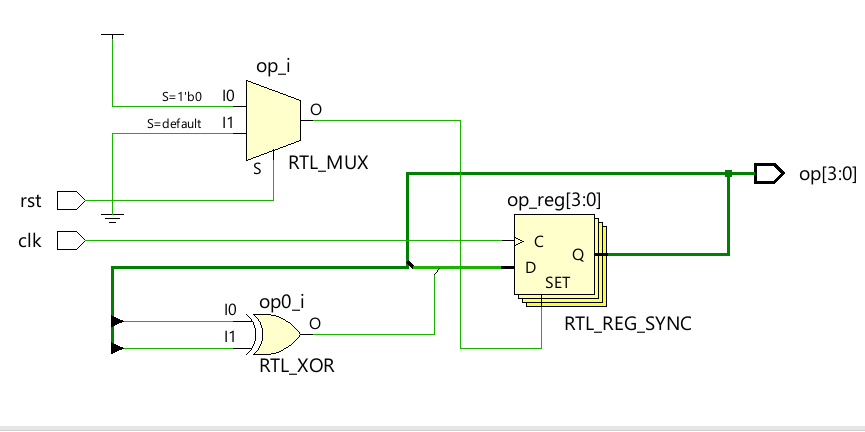 op_i
S=1'b0
I0
O
S=default
I1
S
RTL_MUX
rst
op[3:0]
op_reg[3:0]
clk
C
D
Q
SET
op0_i
I0
O
I1
RTL_REG_SYNC
RTL_XOR